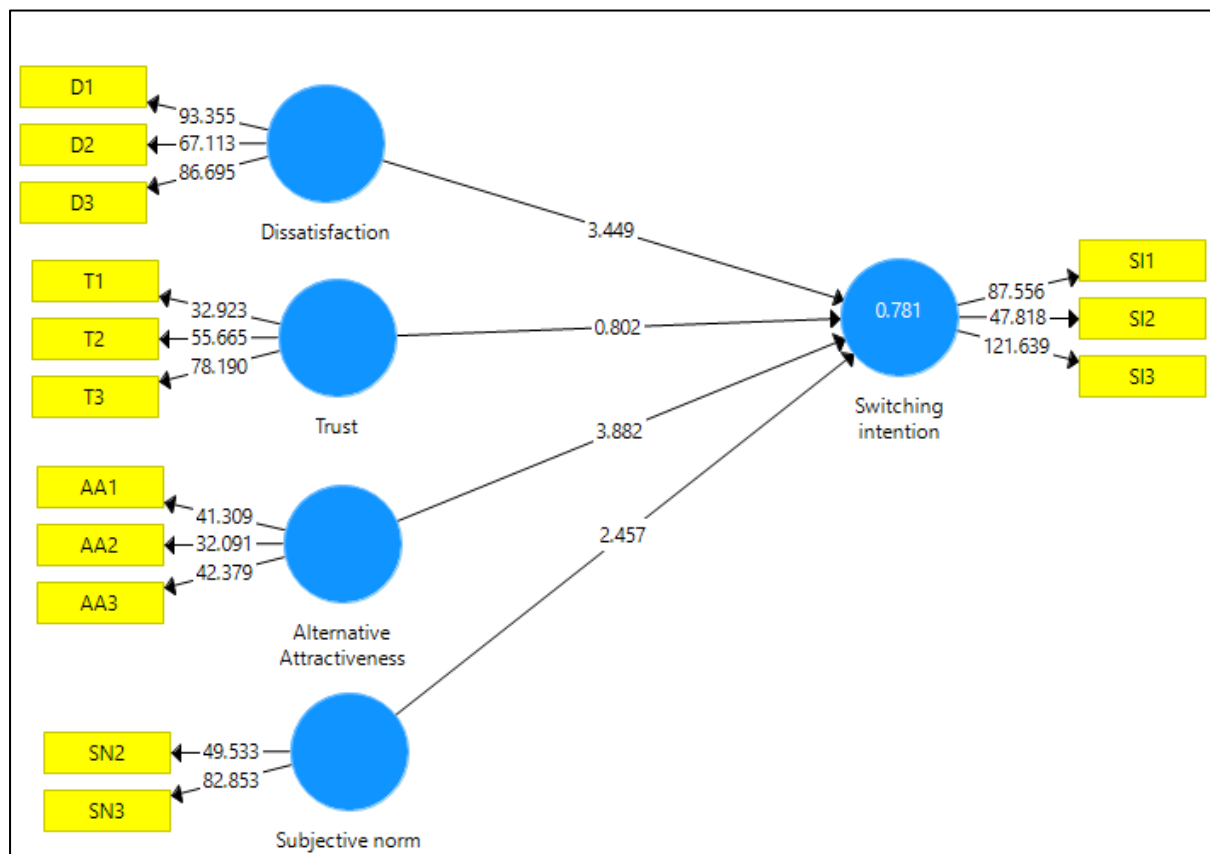 D1
93.355
D2
67.113
D3
86.695
Dissatisfaction
3.449
T1
32.923
T2
55.665
T3
78.190
Trust
0.802
AA1
41.309
AA2
32.091
AA3
42.379
Alternative
Attractiveness
3.882
SN2
49.533
SN3
82.853
Subjective norm
2.457
0.781
Switching
intention
87.556
SI1
47.818
SI2
121.639
SI3